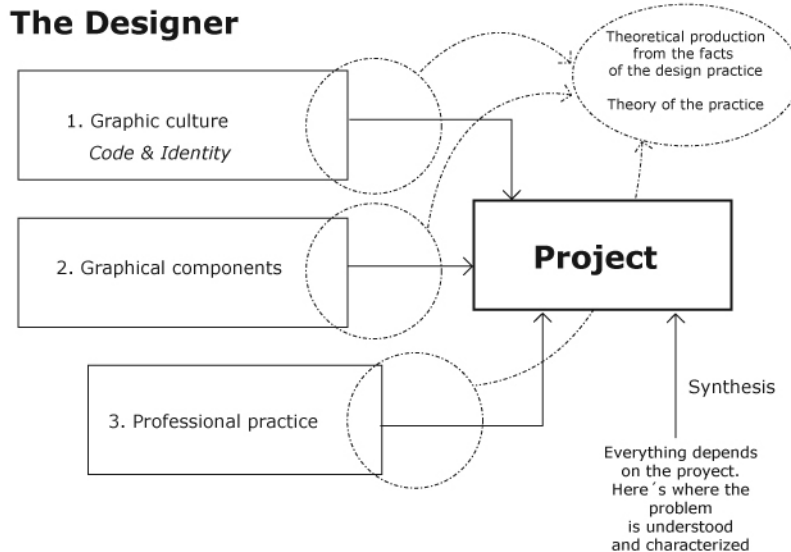 The Designer
Theoretical production
from the facts
of the design practice
Theory of the practice
1. Graphic culture
Code & Identity
2. Graphical components
Project
3. Professional practice
Synthesis
Everything depends
on the proyect.
Here´s where the
problem
is understood
and characterized